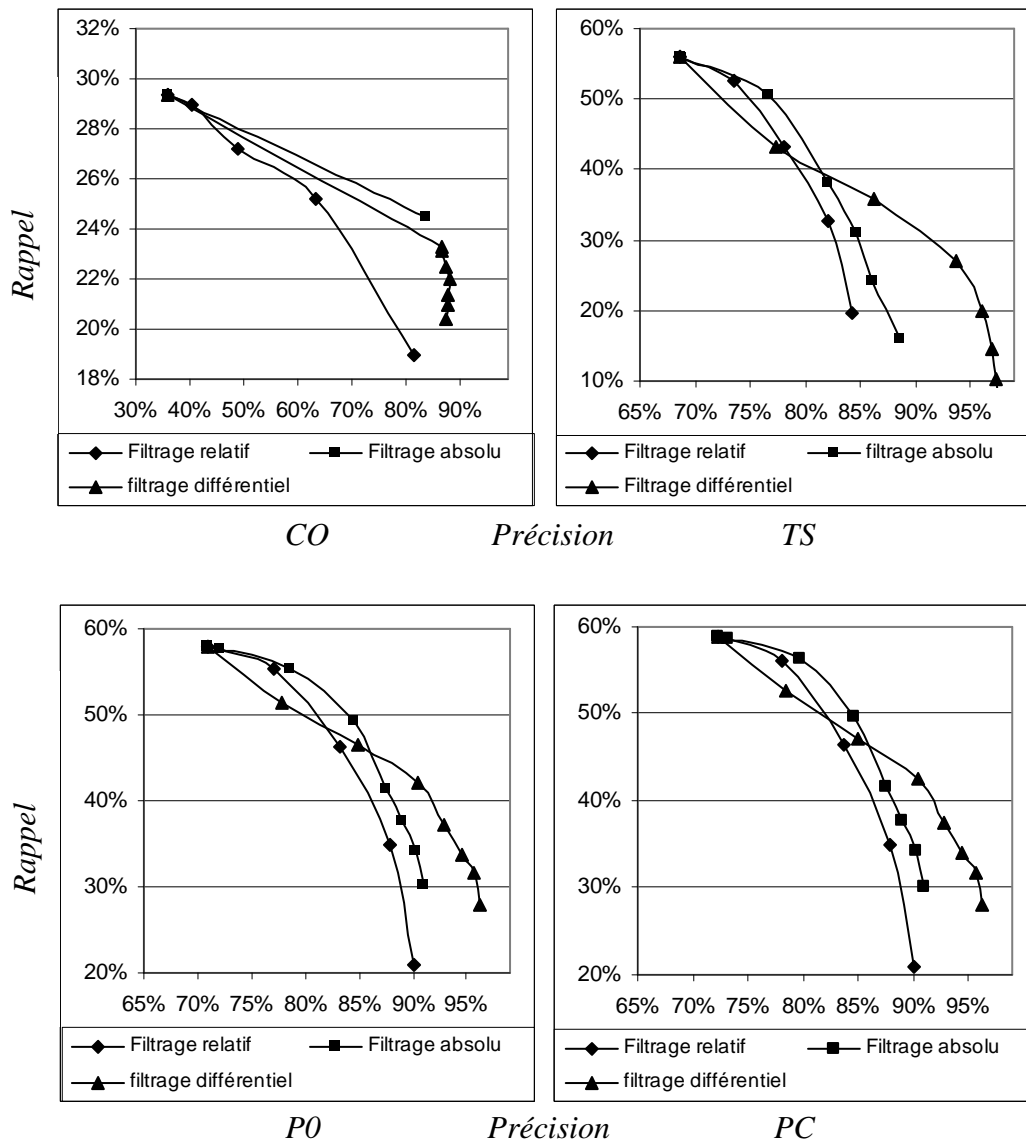 32%
30%
28%
26%
24%
22%
20%
18%
30% 40% 50% 60% 70% 80% 90%
Filtrage relatif Filtrage absolu
filtrage différentiel
60%
50%
40%
30%
20%
10%
65% 70% 75% 80% 85% 90% 95%
Filtrage relatif filtrage absolu
Filtrage différentiel
Rappel
CO Précision TS
60%
50%
40%
30%
20%
65% 70% 75% 80% 85% 90% 95%
Filtrage relatif Filtrage absolu
filtrage différentiel
60%
50%
40%
30%
20%
65% 70% 75% 80% 85% 90% 95%
Filtrage relatif Filtrage absolu
filtrage différentiel
Rappel
P0 Précision PC